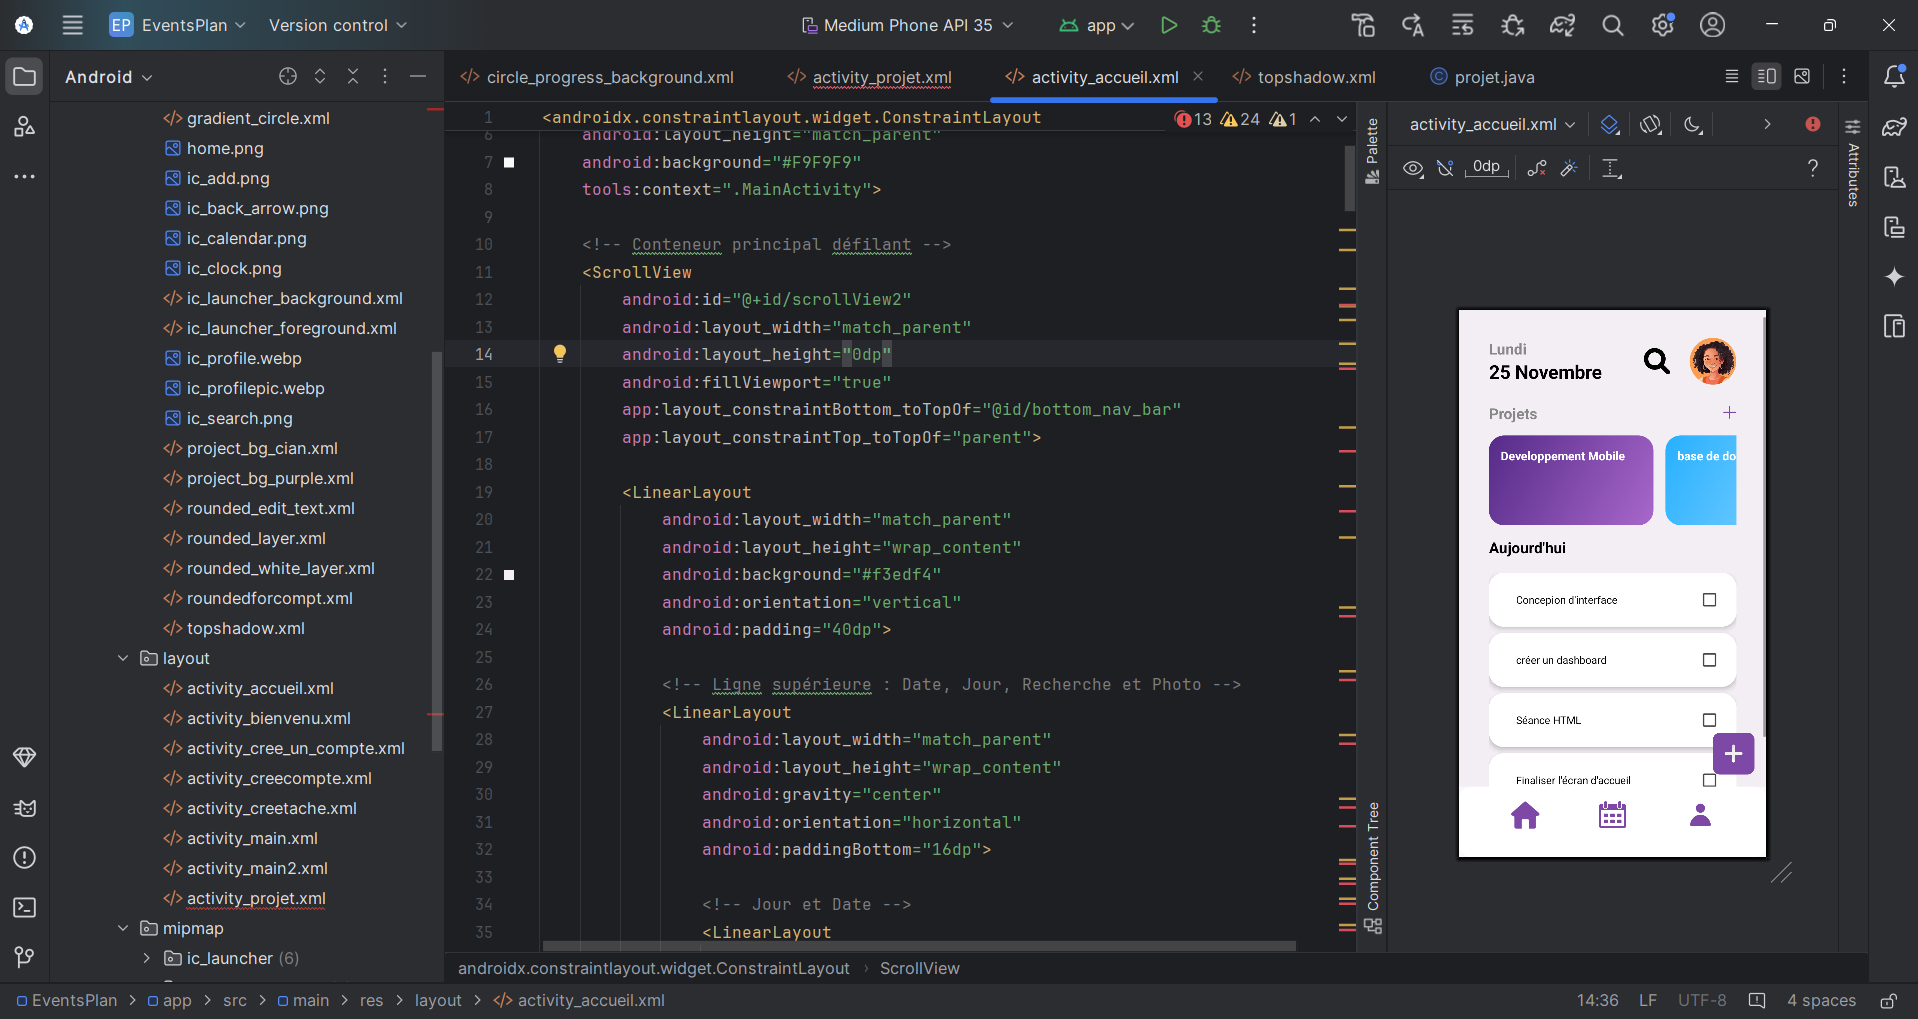 EP EventsPlan Version control Medium Phone API 35 app
Android
circle_progress_background.xml activity_projet.xml activity_accueil.xml topshadow.xml projet.java
gradient_circle.xml
home.png
ic_add.png
ic_back_arrow.png
ic_calendar.png
ic_clock.png
ic_launcher_background.xml
ic_launcher_foreground.xml
ic_profile.webp
ic_profilepic.webp
ic_search.png
project_bg_cian.xml
project_bg_purple.xml
rounded_edit_text.xml
rounded_layer.xml
rounded_white_layer.xml
roundedforcompt.xml
topshadow.xml
layout
activity_accueil.xml
activity_bienvenu.xml
activity_cree_un_compte.xml
activity_creecompte.xml
activity_creetache.xml
activity_main.xml
activity_main2.xml
activity_projet.xml
mipmap
ic_launcher (6)
1 <androidx.constraintlayout.widget.ConstraintLayout 13 24 1
6 android:layout_height="match_parent"
7 android:background="#F9F9F9"
8 tools:context=".MainActivity">
9
10 <!-- Conteneur principal défilant -->
11 <ScrollView
12 android:id="@+id/scrollView2"
13 android:layout_width="match_parent"
14 android:layout_height="0dp"
15 android:fillViewport="true"
16 app:layout_constraintBottom_toTopOf="@id/bottom_nav_bar"
17 app:layout_constraintTop_toTopOf="parent">
18
19 <LinearLayout
20 android:layout_width="match_parent"
21 android:layout_height="wrap_content"
22 android:background="#f3edf4"
23 android:orientation="vertical"
24 android:padding="40dp">
25
26 <!-- Ligne supérieure : Date, Jour, Recherche et Photo -->
27 <LinearLayout
28 android:layout_width="match_parent"
29 android:layout_height="wrap_content"
30 android:gravity="center"
31 android:orientation="horizontal"
32 android:paddingBottom="16dp">
33
34 <!-- Jour et Date -->
35 <LinearLayout
androidx.constraintlayout.widget.ConstraintLayout › ScrollView
Palette
Component Tree
activity_accueil.xml
0dp
?
Attributes
Lundi
25 Novembre
Projets
Developpement Mobile base de do
Aujourd'hui
Concepion d'interface
créer un dashboard
Séance HTML
Finaliser l'écran d'accueil
EventsPlan > app > src > main > res > layout > activity_accueil.xml 14:36 LF UTF-8 4 spaces